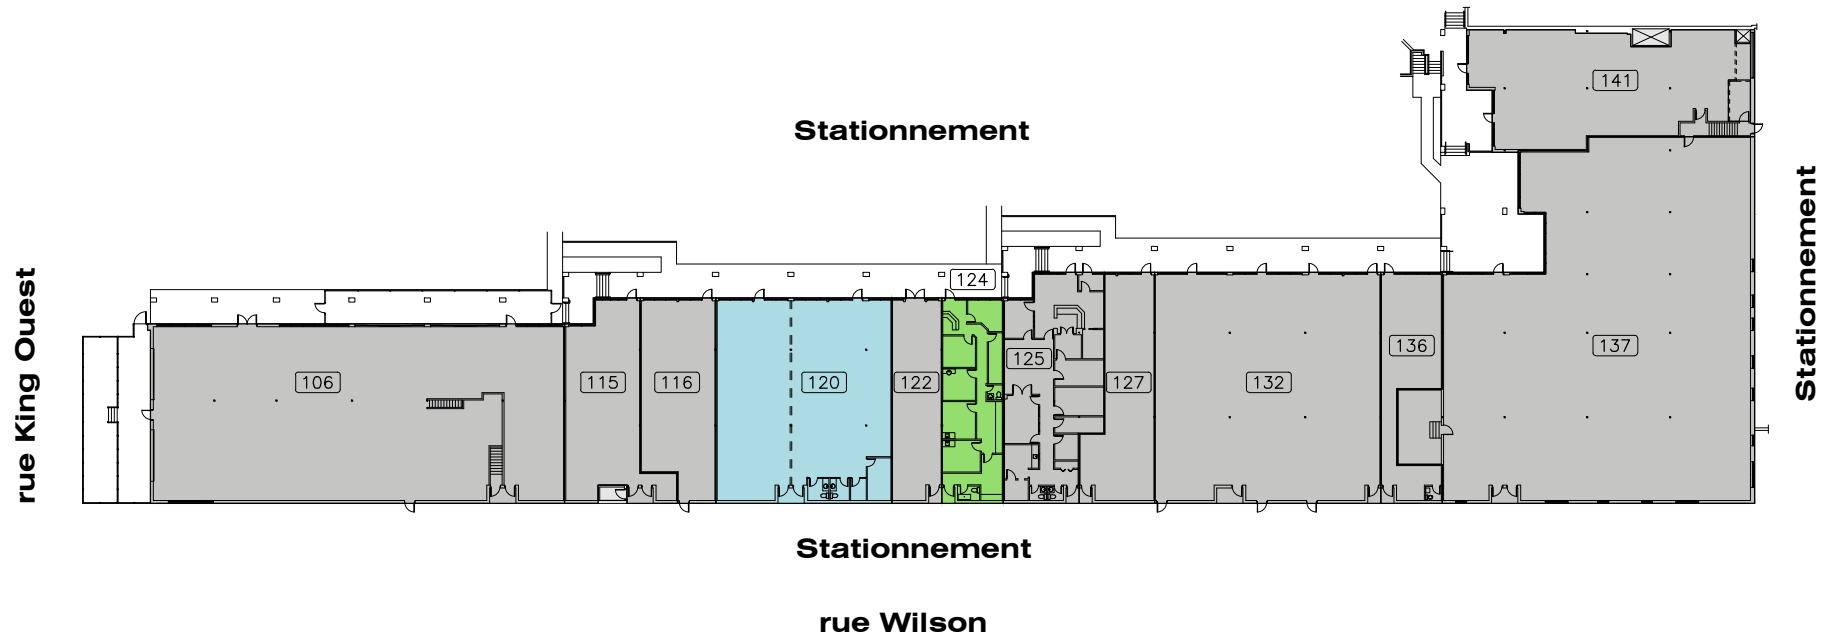 141
Stationnement
Stationnement
rue King Ouest
124
106
115
116
120
122
125
127
132
136
137
Stationnement
rue Wilson